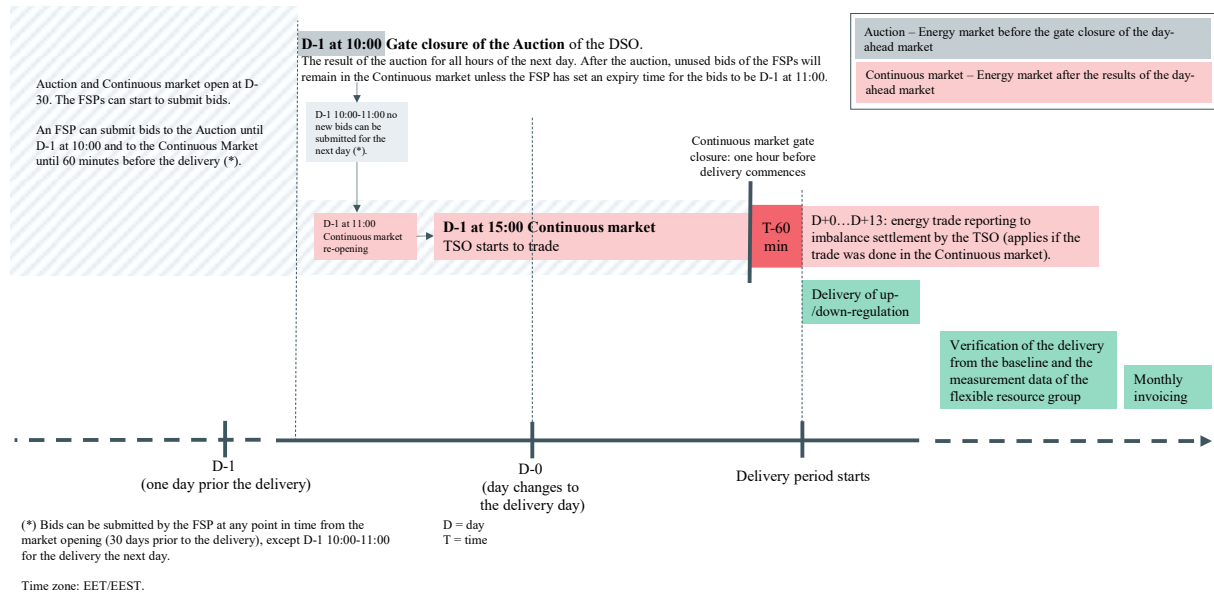 D-1 at 10:00 Gate closure of the Auction of the DSO.
The result of the auction for all hours of the next day. After the auction, unused bids of the FSPs will
remain in the Continuous market unless the FSP has set an expiry time for the bids to be D-1 at 11:00.
Auction – Energy market before the gate closure of the day-
ahead market
Continuous market – Energy market after the results of the day-
ahead market
Auction and Continuous market open at D-
30. The FSPs can start to submit bids.
An FSP can submit bids to the Auction until
D-1 at 10:00 and to the Continuous Market
until 60 minutes before the delivery (*).
D-1 10:00-11:00 no
new bids can be
submitted for the
next day (*).
Continuous market gate
closure: one hour before
delivery commences
D-1 at 11:00
Continuous market
re-opening
D-1 at 15:00 Continuous market
TSO starts to trade
T-60
min
D+0…D+13: energy trade reporting to
imbalance settlement by the TSO (applies if the
trade was done in the Continuous market).
Delivery of up-
/down-regulation
Verification of the delivery
from the baseline and the
measurement data of the
flexible resource group
Monthly
invoicing
D-1
(one day prior the delivery)
D-0
(day changes to
the delivery day)
Delivery period starts
(*) Bids can be submitted by the FSP at any point in time from the
market opening (30 days prior to the delivery), except D-1 10:00-11:00
for the delivery the next day.
D = day
T = time
Time zone: EET/EEST.